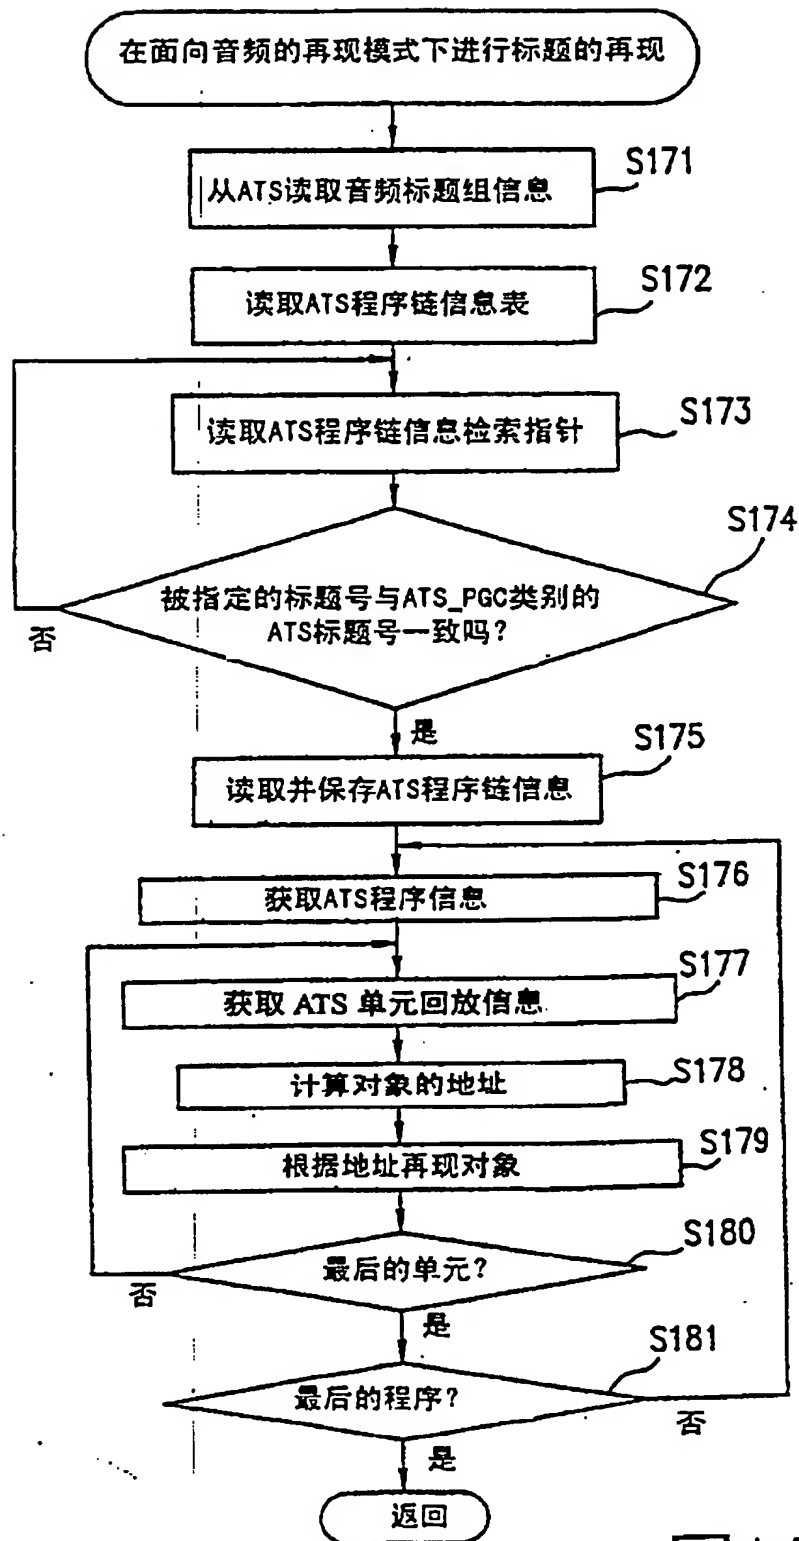 在面向音频的再现模式下进行标题的再现
从ATS读取音频标题组信息
S171
读取ATS程序链信息表
S172
读取ATS程序链信息检索指针
S173
S174
被指定的标题号与ATS_PGC类别的
ATS标题号一致吗?
否
是
读取并保存ATS程序链信息
S175
获取ATS程序信息
S176
获取 ATS 单元回放信息
S177
计算对象的地址
S178
根据地址再现对象
S179
最后的单元?
S180
否
是
最后的程序?
S181
否
是
返回